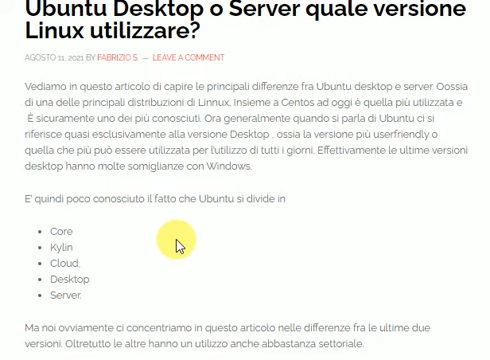 Ubuntu Desktop o Server quale versione
Linux utilizzare?
AGOSTO 11, 2021 BY FABRIZIO S. — LEAVE A COMMENT
Vediamo in questo articolo di capire le principali differenze fra Ubuntu desktop e server. Oossia
di una delle principali distribuzioni di Linnux. Insieme a Centos ad oggi è quella più utilizzata e
È sicuramente uno dei più conosciuti. Ora generalmente quando si parla di Ubuntu ci si
riferisce quasi esclusivamente alla versione Desktop , ossia la versione più userfriendly o
quella che più può essere utilizzata per l'utilizzo di tutti i giorni. Effettivamente le ultime versioni
desktop hanno molte somiglianze con Windows.
E' quindi poco conosciuto il fatto che Ubuntu si divide in
Core
Kylin
Cloud.
Desktop
Server.
Ma noi ovviamente ci concentriamo in questo articolo nelle differenze fra le ultime due
versioni. Oltretutto le altre hanno un utilizzo anche abbastanza settoriale.